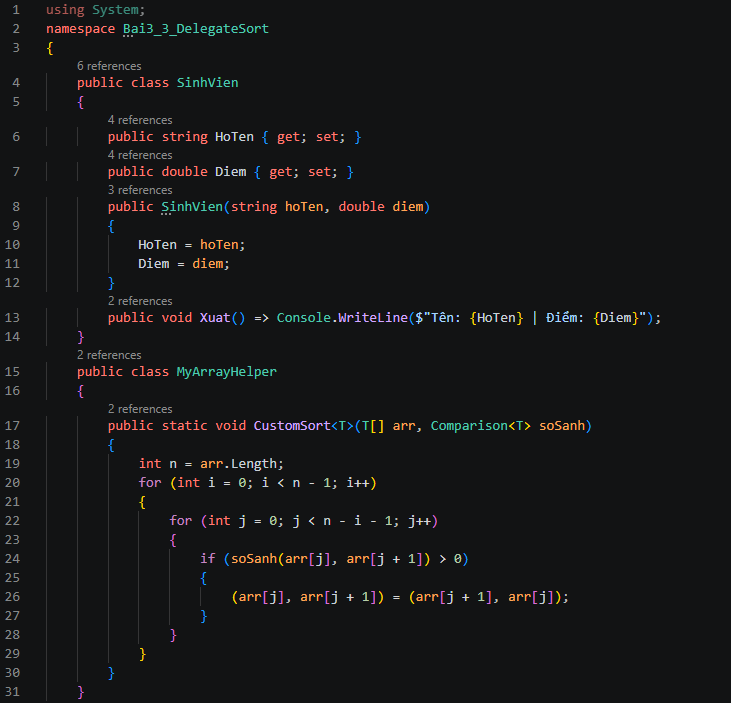 1 using System;
2 namespace Bai3_3_DelegateSort
3 {
6 references
4 public class SinhVien
5 {
4 references
6 public string HoTen { get; set; }
4 references
7 public double Diem { get; set; }
3 references
8 public SinhVien(string hoTen, double diem)
9 {
10 HoTen = hoTen;
11 Diem = diem;
12 }
2 references
13 public void Xuat() => Console.WriteLine($"Tên: {HoTen} | Điểm: {Diem}");
14 }
2 references
15 public class MyArrayHelper
16 {
2 references
17 public static void CustomSort<T>(T[] arr, Comparison<T> soSanh)
18 {
19 int n = arr.Length;
20 for (int i = 0; i < n - 1; i++)
21 {
22 for (int j = 0; j < n - i - 1; j++)
23 {
24 if (soSanh(arr[j], arr[j + 1]) > 0)
25 {
26 (arr[j], arr[j + 1]) = (arr[j + 1], arr[j]);
27 }
28 }
29 }
30 }
31 }